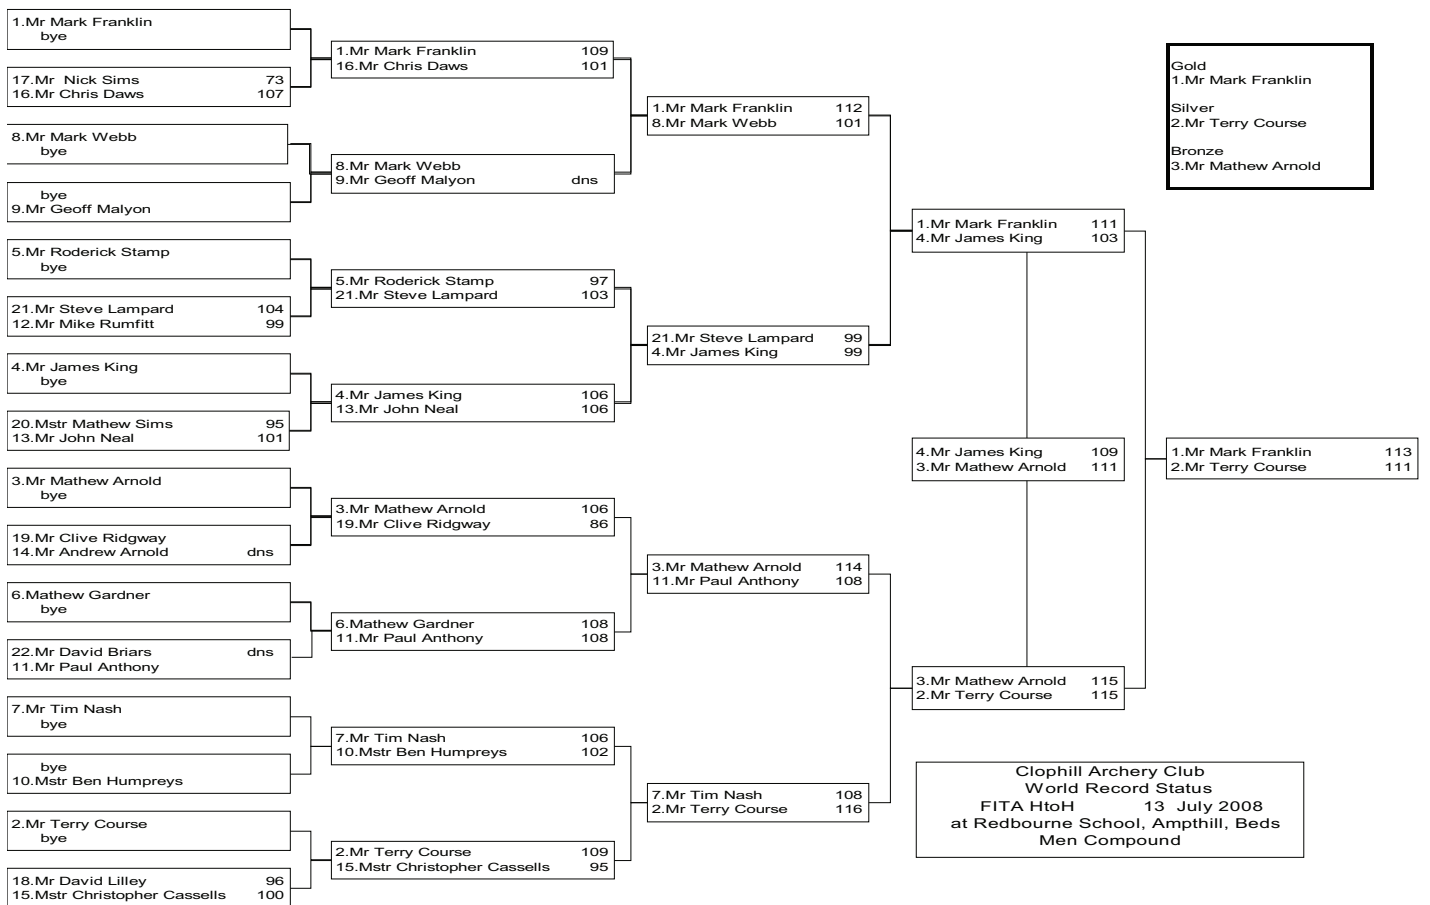 1.Mr Mark Franklin
bye
17.Mr  Nick Sims 73
16.Mr Chris Daws 107
8.Mr Mark Webb
bye
bye
9.Mr Geoff Malyon
5.Mr Roderick Stamp
bye
21.Mr Steve Lampard 104
12.Mr Mike Rumfitt 99
4.Mr James King
bye
20.Mstr Mathew Sims 95
13.Mr John Neal 101
3.Mr Mathew Arnold
bye
19.Mr Clive Ridgway
14.Mr Andrew Arnold dns
6.Mathew Gardner
bye
22.Mr David Briars dns
11.Mr Paul Anthony
7.Mr Tim Nash
bye
bye
10.Mstr Ben Humpreys
2.Mr Terry Course
bye
18.Mr David Lilley 96
15.Mstr Christopher Cassells 100
1.Mr Mark Franklin 109
16.Mr Chris Daws 101
8.Mr Mark Webb
9.Mr Geoff Malyon dns
5.Mr Roderick Stamp 97
21.Mr Steve Lampard 103
4.Mr James King 106
13.Mr John Neal 106
3.Mr Mathew Arnold 106
19.Mr Clive Ridgway 86
6.Mathew Gardner 108
11.Mr Paul Anthony 108
7.Mr Tim Nash 106
10.Mstr Ben Humpreys 102
2.Mr Terry Course 109
15.Mstr Christopher Cassells 95
1.Mr Mark Franklin 112
8.Mr Mark Webb 101
21.Mr Steve Lampard 99
4.Mr James King 99
3.Mr Mathew Arnold 114
11.Mr Paul Anthony 108
7.Mr Tim Nash 108
2.Mr Terry Course 116
1.Mr Mark Franklin 111
4.Mr James King 103
4.Mr James King 109
3.Mr Mathew Arnold 111
3.Mr Mathew Arnold 115
2.Mr Terry Course 115
1.Mr Mark Franklin 113
2.Mr Terry Course 111
Gold
1.Mr Mark Franklin
Silver
2.Mr Terry Course
Bronze
3.Mr Mathew Arnold
Clophill Archery Club
World Record Status
FITA HtoH 13  July 2008
at Redbourne School, Ampthill, Beds
Men Compound